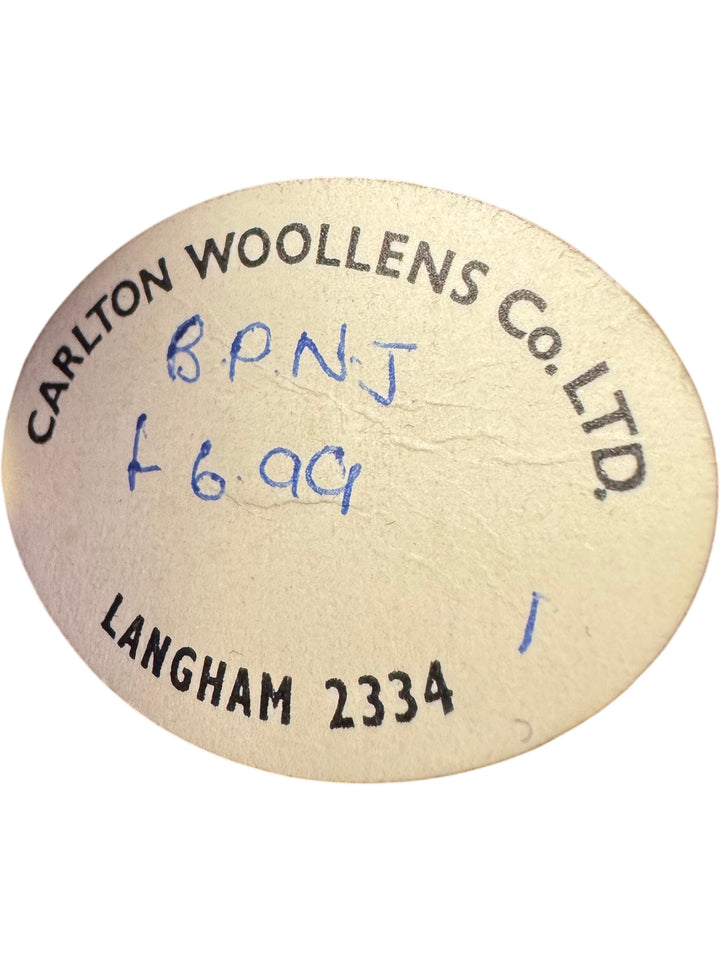 CARLTON WOOLLENS Co. LTD.
B.P.N.J
£6.99
1
LANGHAM 2334